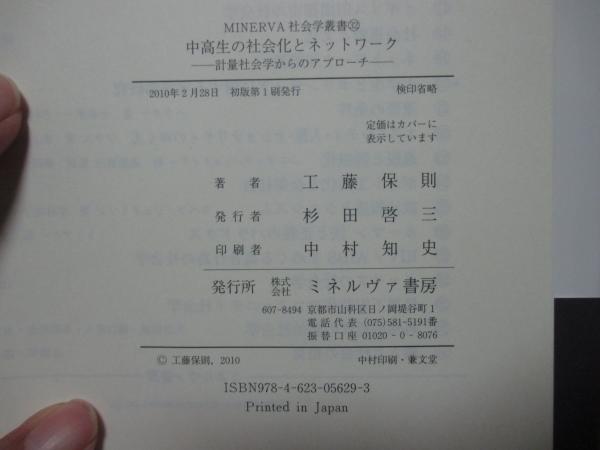 MINERVA 社会学叢書㉜
中高生の社会化とネットワーク
──計量社会学からのアプローチ──
2010年2月28日 初版第1刷発行 検印省略
定価はカバーに
表示しています
著者 工藤保則
発行者 杉田啓三
印刷者 中村知史
発行所 株式会社 ミネルヴァ書房
607-8494 京都市山科区日ノ岡堤谷町1
電話代表 (075)581-5191番
振替口座 01020-0-8076
© 工藤保則, 2010 中村印刷・兼文堂
ISBN978-4-623-05629-3
Printed in Japan